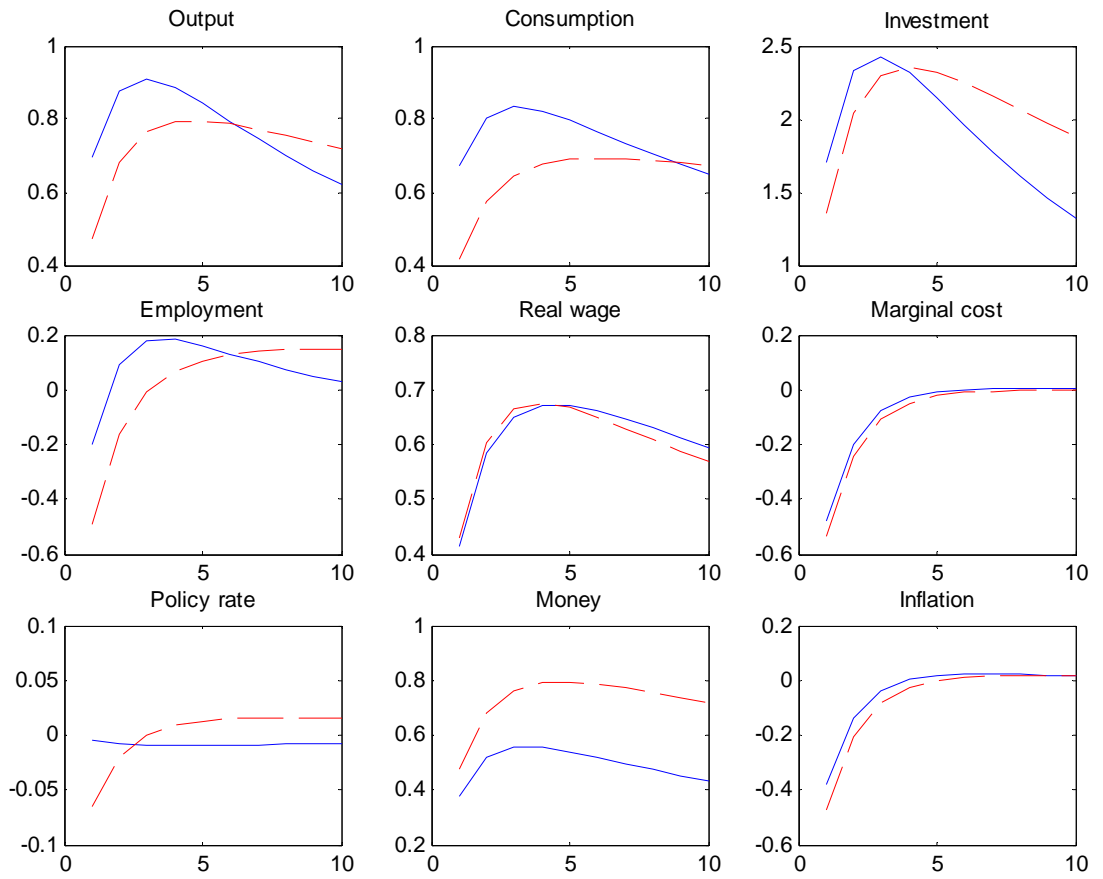 Output Consumption Investment
1 1 2.5
0.8 0.8 2
0.6 0.6 1.5
0.4 0.4 1
0 5 10 0 5 10 0 5 10
Employment Real wage Marginal cost
0.2 0.8 0.2
0 0.7 0
-0.2 0.6 -0.2
-0.4 0.5 -0.4
-0.6 0.4 -0.6
0 5 10 0 5 10 0 5 10
Policy rate Money Inflation
0.1 1 0.2
0.05 0.8 0
0 0.6 -0.2
-0.05 0.4 -0.4
-0.1 0.2 -0.6
0 5 10 0 5 10 0 5 10